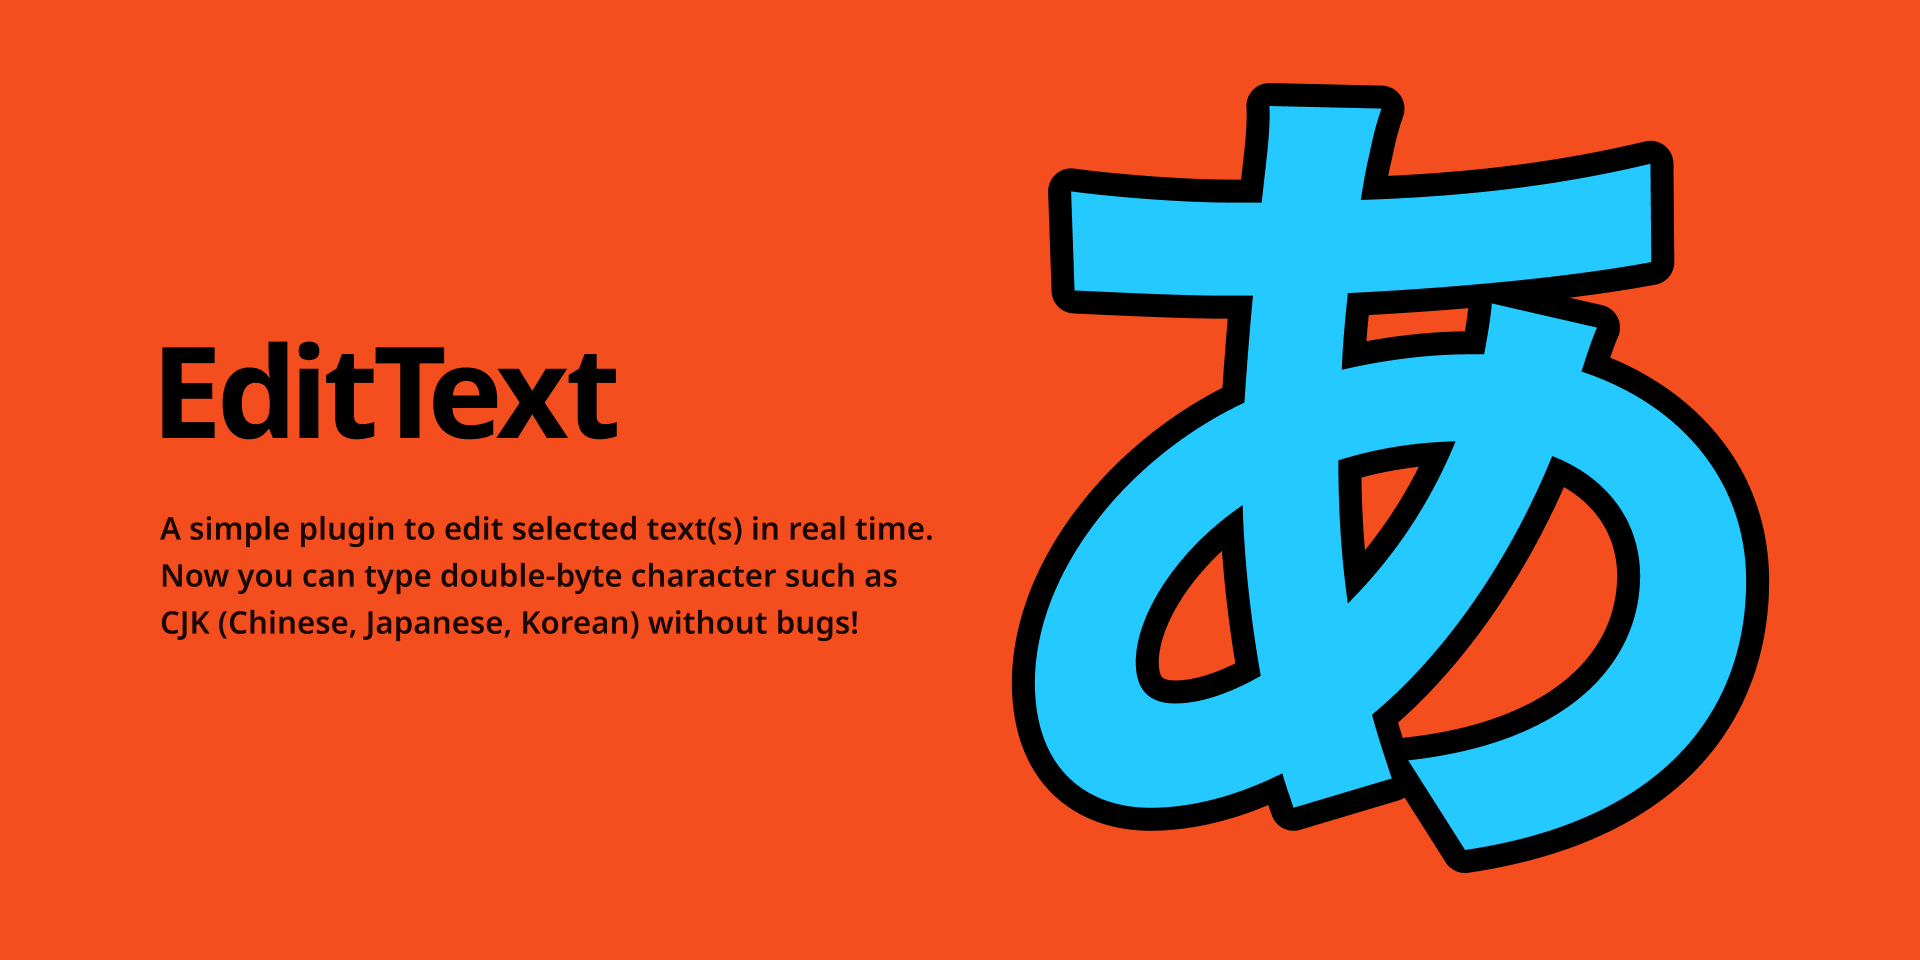 EditText
A simple plugin to edit selected text(s) in real time.
Now you can type double-byte character such as
CJK (Chinese, Japanese, Korean) without bugs!
あ